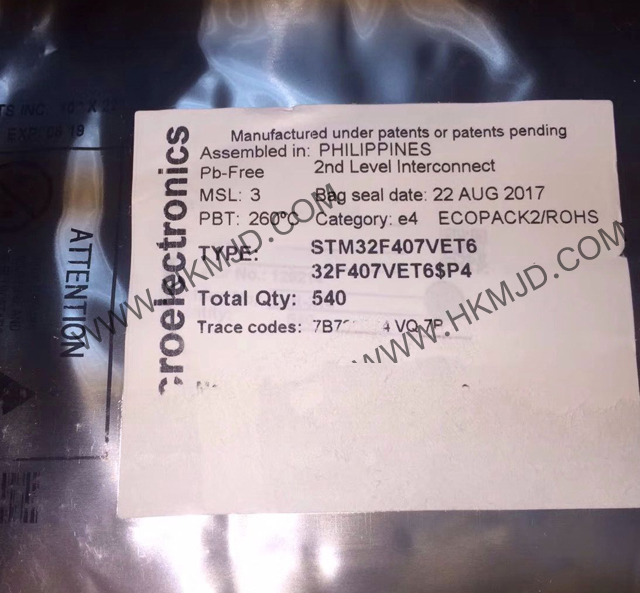 Manufactured under patents or patents pending
Assembled in: PHILIPPINES
Pb-Free 2nd Level Interconnect
MSL: 3 Bag seal date: 22 AUG 2017
PBT: 260°C Category: e4 ECOPACK2/ROHS
TYPE: STM32F407VET6
32F407VET6$P4
Total Qty: 540
Trace codes: VQ
croelectronics
ATTENTION
WWW.HKMJD.COM
WWW.HKMJD.COM